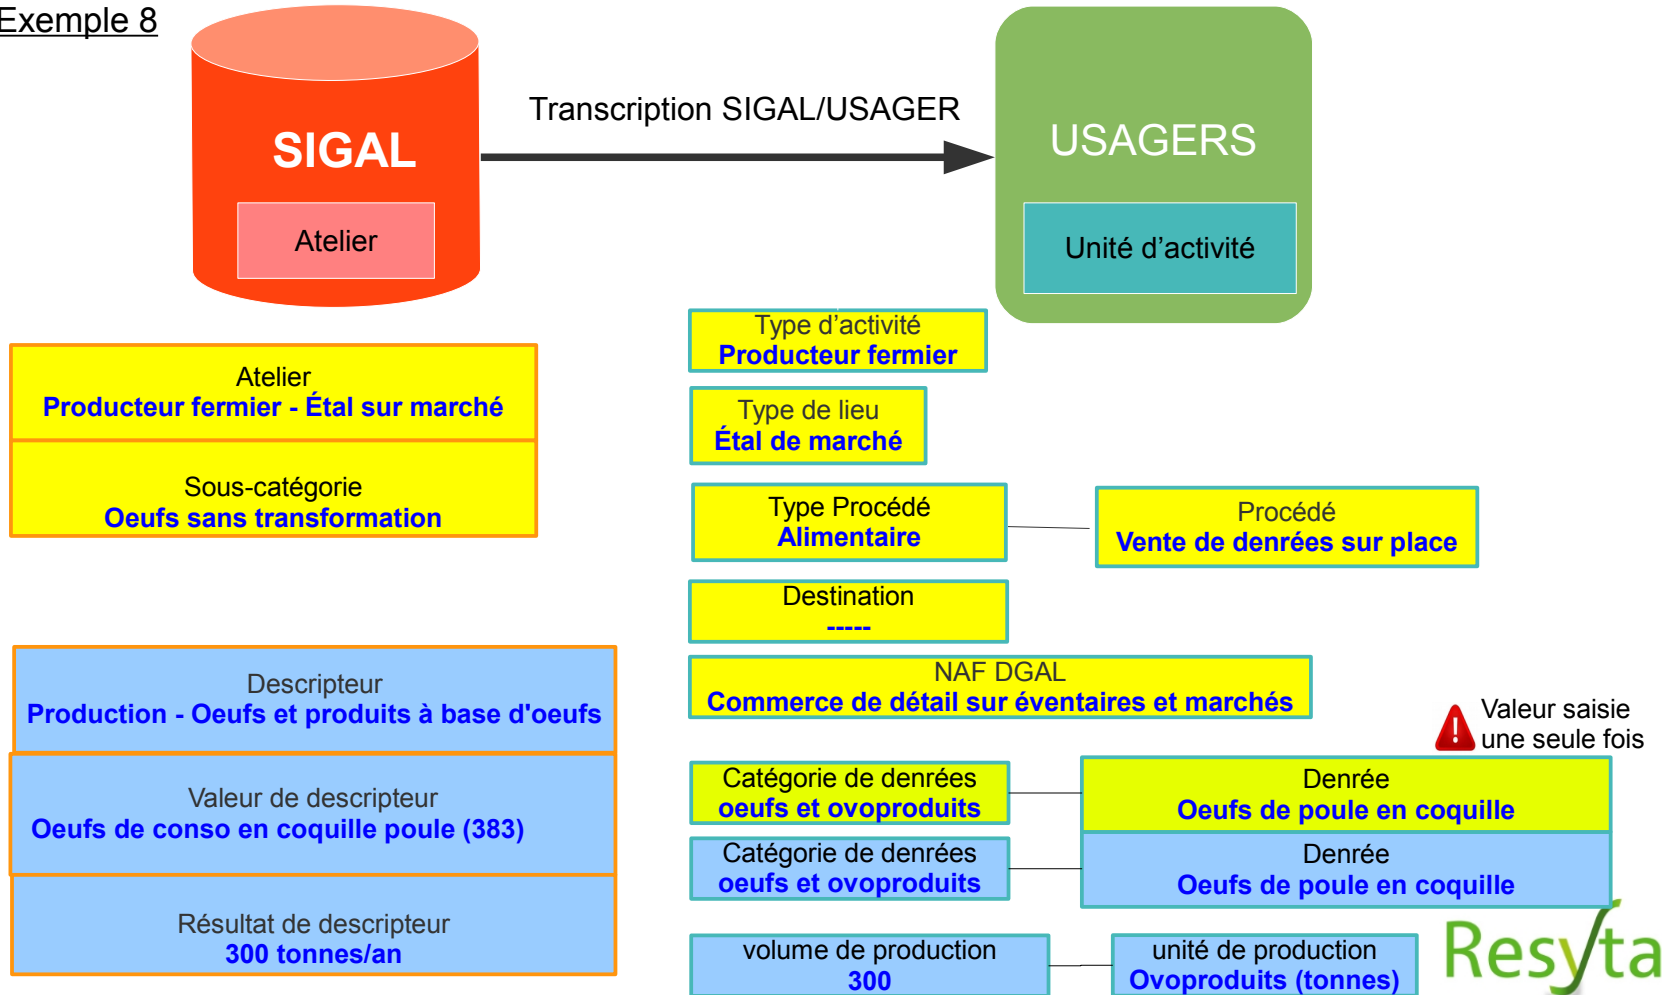 Exemple 8
SIGAL
Atelier
Transcription SIGAL/USAGER
USAGERS
Unité d’activité
Atelier
Producteur fermier - Étal sur marché
Sous-catégorie
Oeufs sans transformation
Descripteur
Production - Oeufs et produits à base d'oeufs
Valeur de descripteur
Oeufs de conso en coquille poule (383)
Résultat de descripteur
300 tonnes/an
Type d’activité
Producteur fermier
Type de lieu
Étal de marché
Type Procédé
Alimentaire
Procédé
Vente de denrées sur place
Destination
-----
NAF DGAL
Commerce de détail sur éventaires et marchés
Valeur saisie
une seule fois
Catégorie de denrées
oeufs et ovoproduits
Denrée
Oeufs de poule en coquille
Catégorie de denrées
oeufs et ovoproduits
Denrée
Oeufs de poule en coquille
volume de production
300
unité de production
Ovoproduits (tonnes)
Resyta